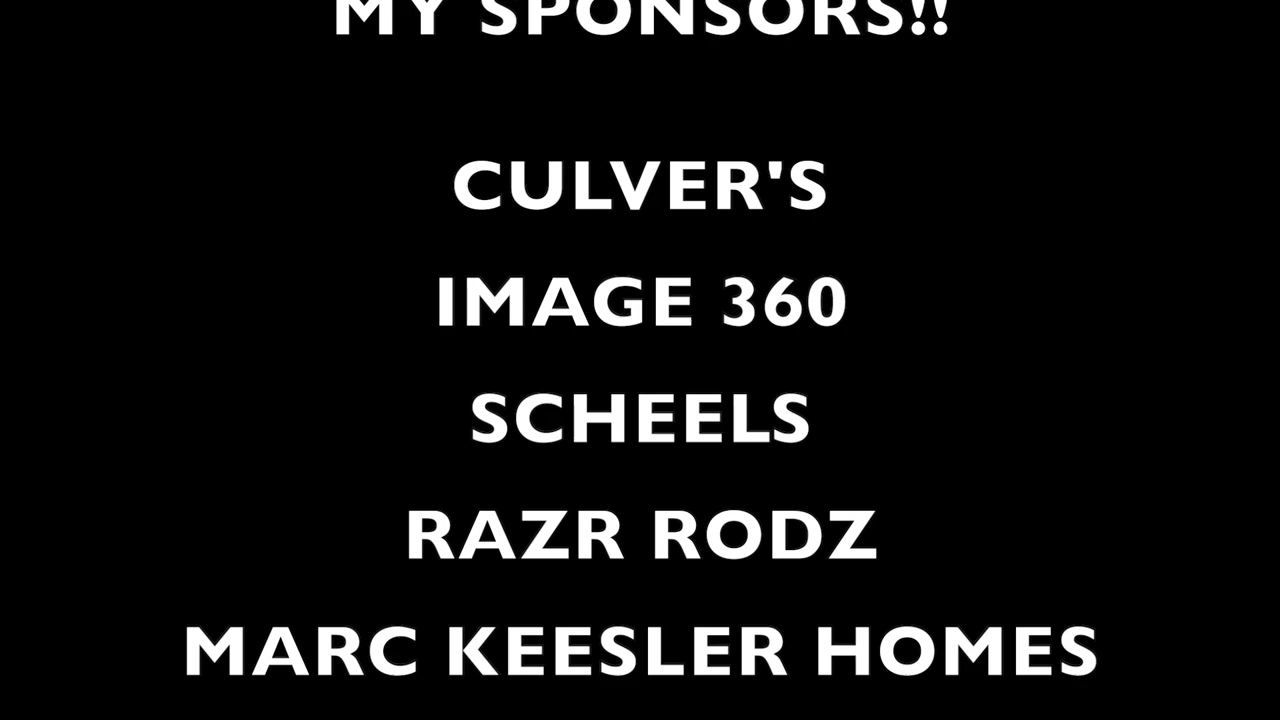 MY SPONSORS!!
CULVER'S
IMAGE 360
SCHEELS
RAZR RODZ
MARC KEESLER HOMES